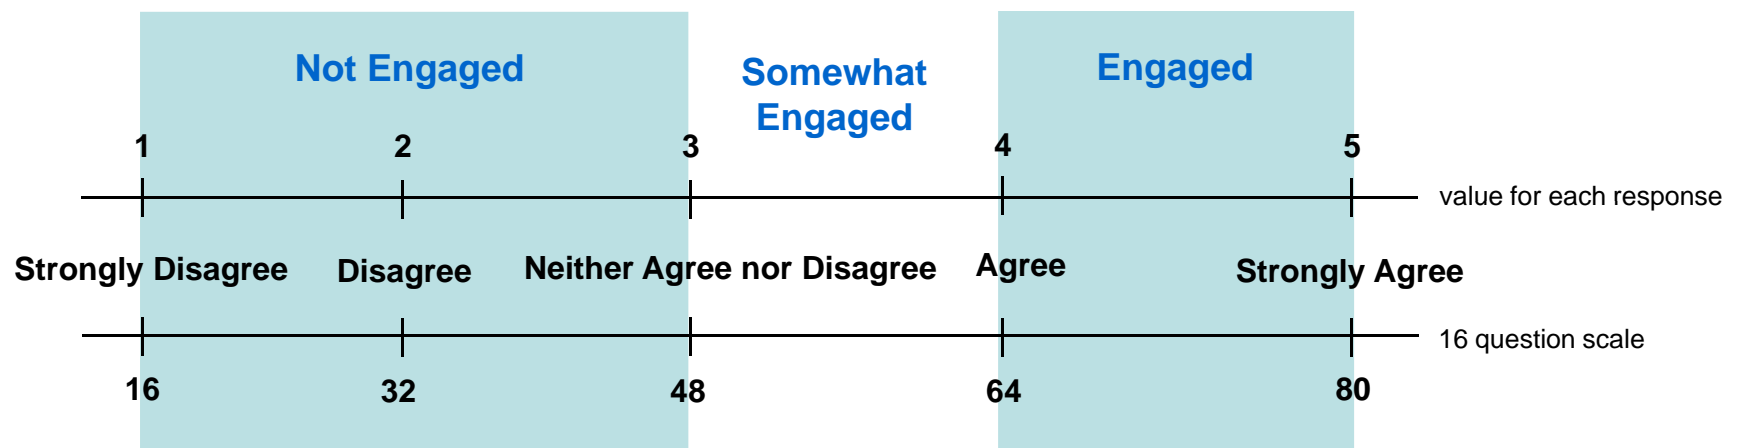 Not Engaged
Somewhat
Engaged
Engaged
1 2 3 4 5
value for each response
Strongly Disagree Disagree Neither Agree nor Disagree Agree Strongly Agree
16 question scale
16 32 48 64 80